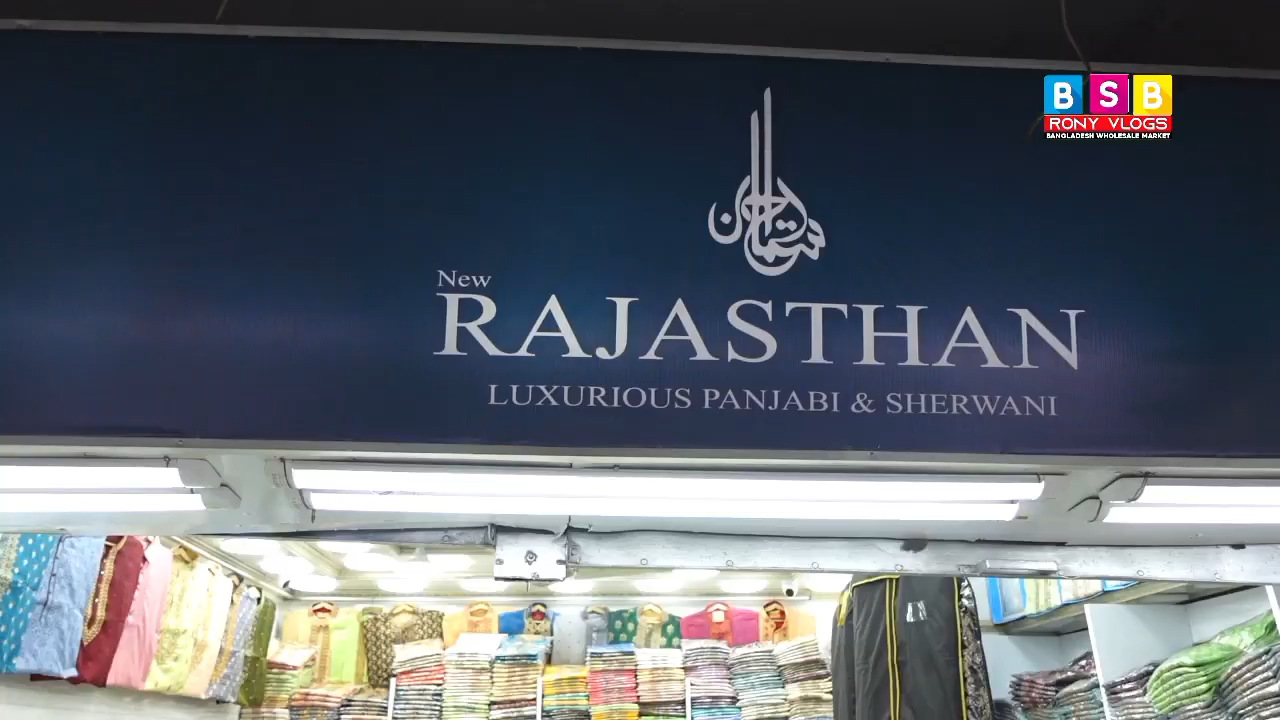 BSB
RONY VLOGS
BANGLADESH WHOLESALE MARKET
New
RAJASTHAN
LUXURIOUS PANJABI & SHERWANI